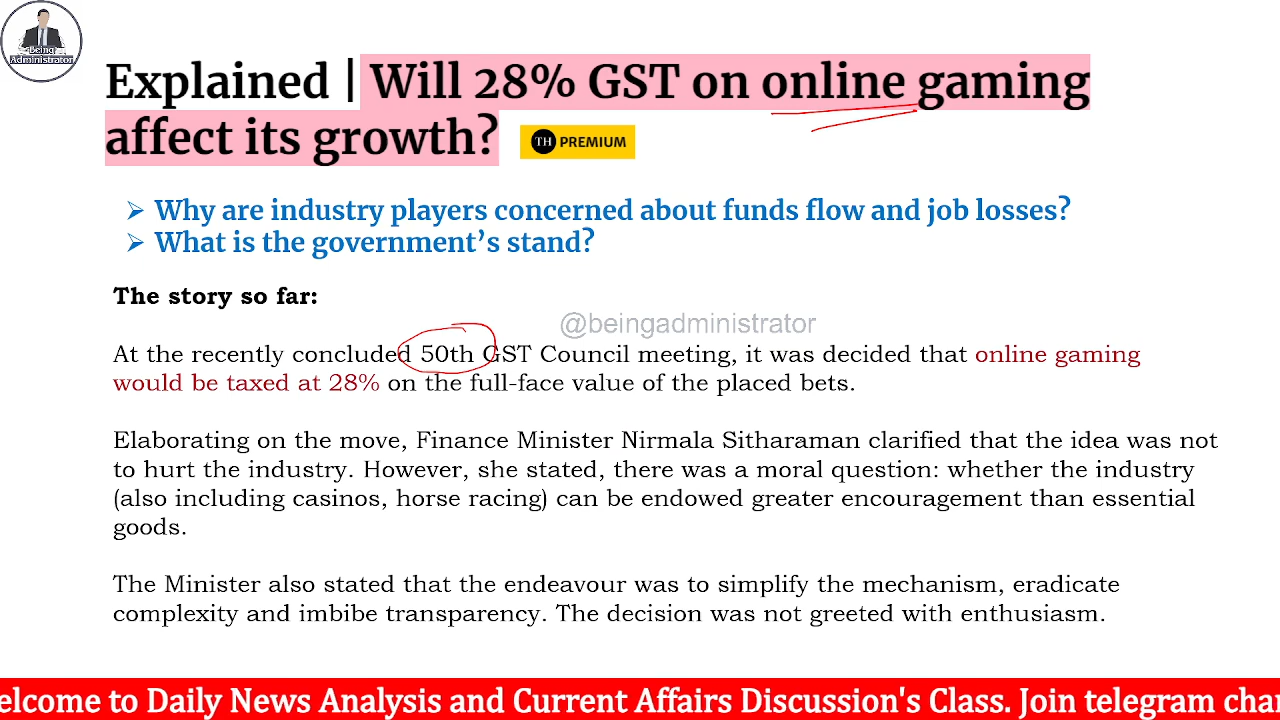 Being
Administrator
Explained | Will 28% GST on online gaming
affect its growth?
TH PREMIUM
➢ Why are industry players concerned about funds flow and job losses?
➢ What is the government's stand?
The story so far:
@beingadministrator
At the recently concluded 50th GST Council meeting, it was decided that online gaming
would be taxed at 28% on the full-face value of the placed bets.
Elaborating on the move, Finance Minister Nirmala Sitharaman clarified that the idea was not
to hurt the industry. However, she stated, there was a moral question: whether the industry
(also including casinos, horse racing) can be endowed greater encouragement than essential
goods.
The Minister also stated that the endeavour was to simplify the mechanism, eradicate
complexity and imbibe transparency. The decision was not greeted with enthusiasm.
elcome to Daily News Analysis and Current Affairs Discussion's Class. Join telegram chan